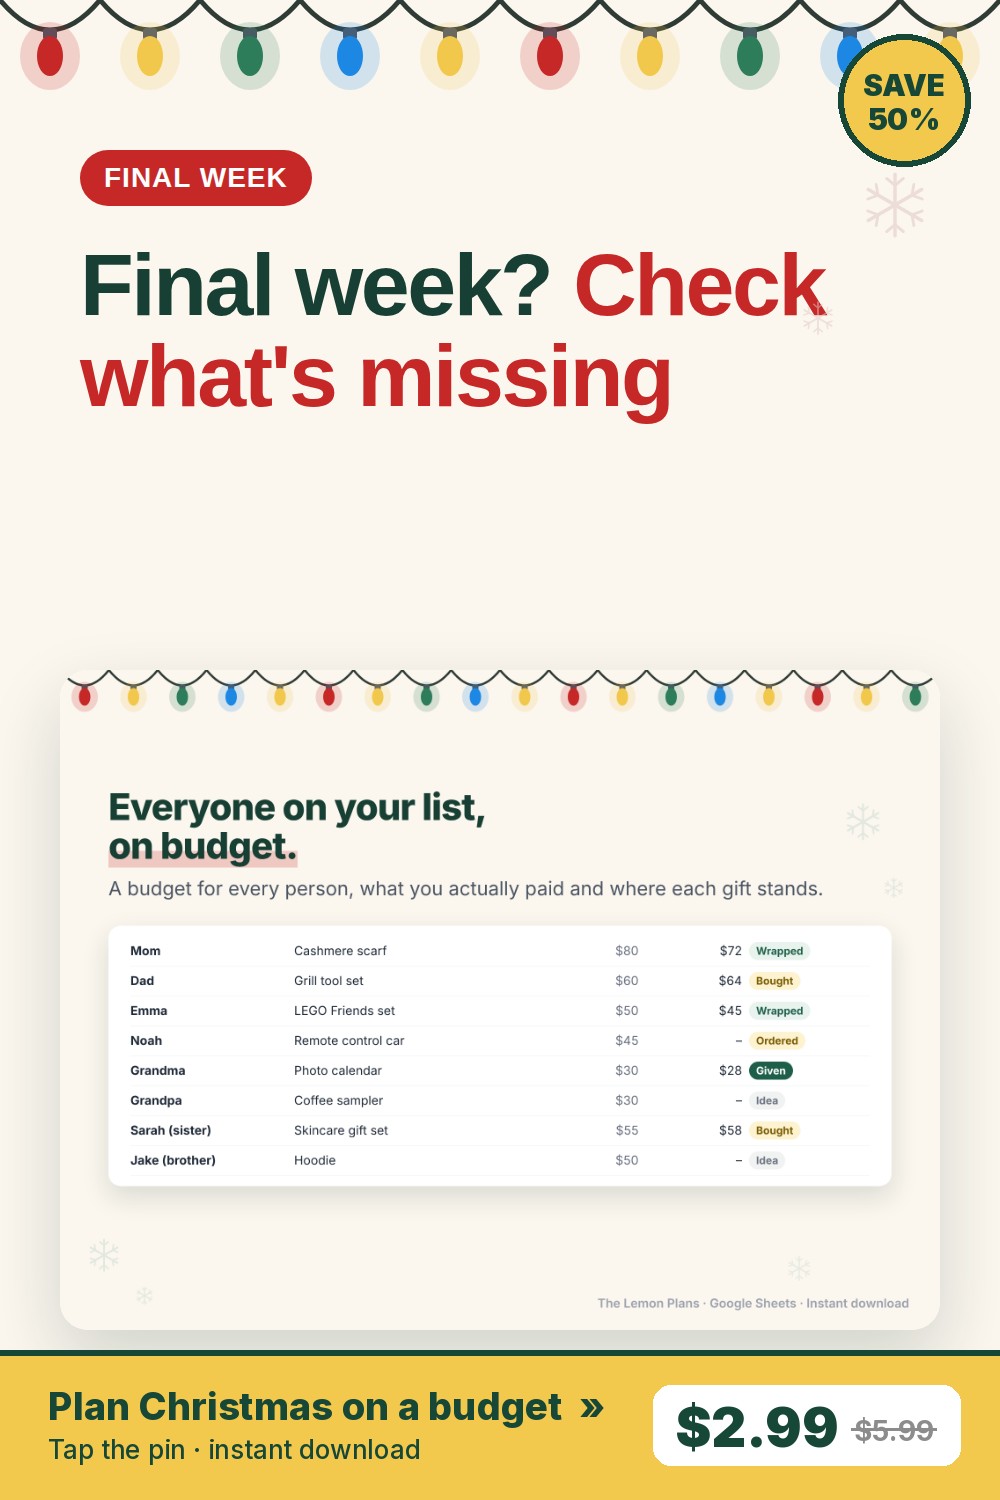 SAVE
50%
FINAL WEEK
Final week? Check
what's missing
Everyone on your list,
on budget.
A budget for every person, what you actually paid and where each gift stands.
Mom Cashmere scarf $80 $72 Wrapped
Dad Grill tool set $60 $64 Bought
Emma LEGO Friends set $50 $45 Wrapped
Noah Remote control car $45 – Ordered
Grandma Photo calendar $30 $28 Given
Grandpa Coffee sampler $30 – Idea
Sarah (sister) Skincare gift set $55 $58 Bought
Jake (brother) Hoodie $50 – Idea
The Lemon Plans · Google Sheets · Instant download
Plan Christmas on a budget »
Tap the pin · instant download
$2.99 $5.99